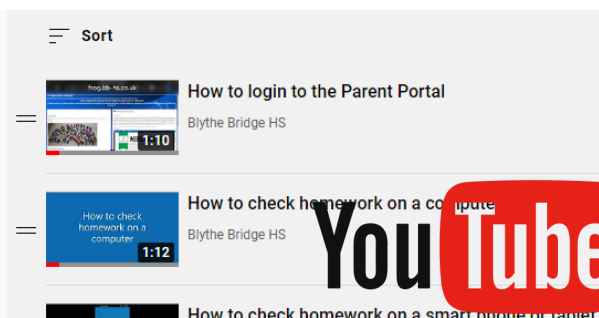 Sort
frog.bb-hs.co.uk
1:10
How to login to the Parent Portal
Blythe Bridge HS
How to check
homework on a
computer
1:12
How to check homework on a computer
Blythe Bridge HS
YouTube
How to check homework on a smart phone or tablet